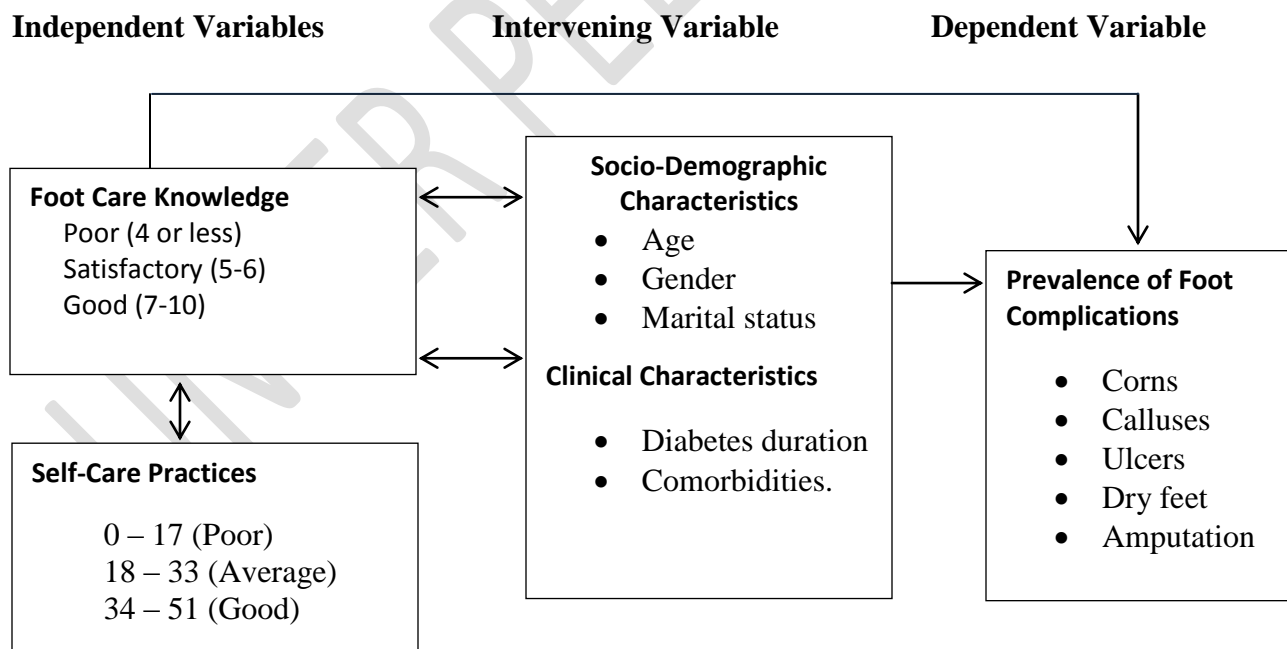 Independent Variables
Intervening Variable
Dependent Variable
Foot Care Knowledge
Poor (4 or less)
Satisfactory (5-6)
Good (7-10)
Self-Care Practices
0 – 17 (Poor)
18 – 33 (Average)
34 – 51 (Good)
Socio-Demographic
Characteristics
• Age
• Gender
• Marital status
Clinical Characteristics
• Diabetes duration
• Comorbidities.
Prevalence of Foot
Complications
• Corns
• Calluses
• Ulcers
• Dry feet
• Amputation